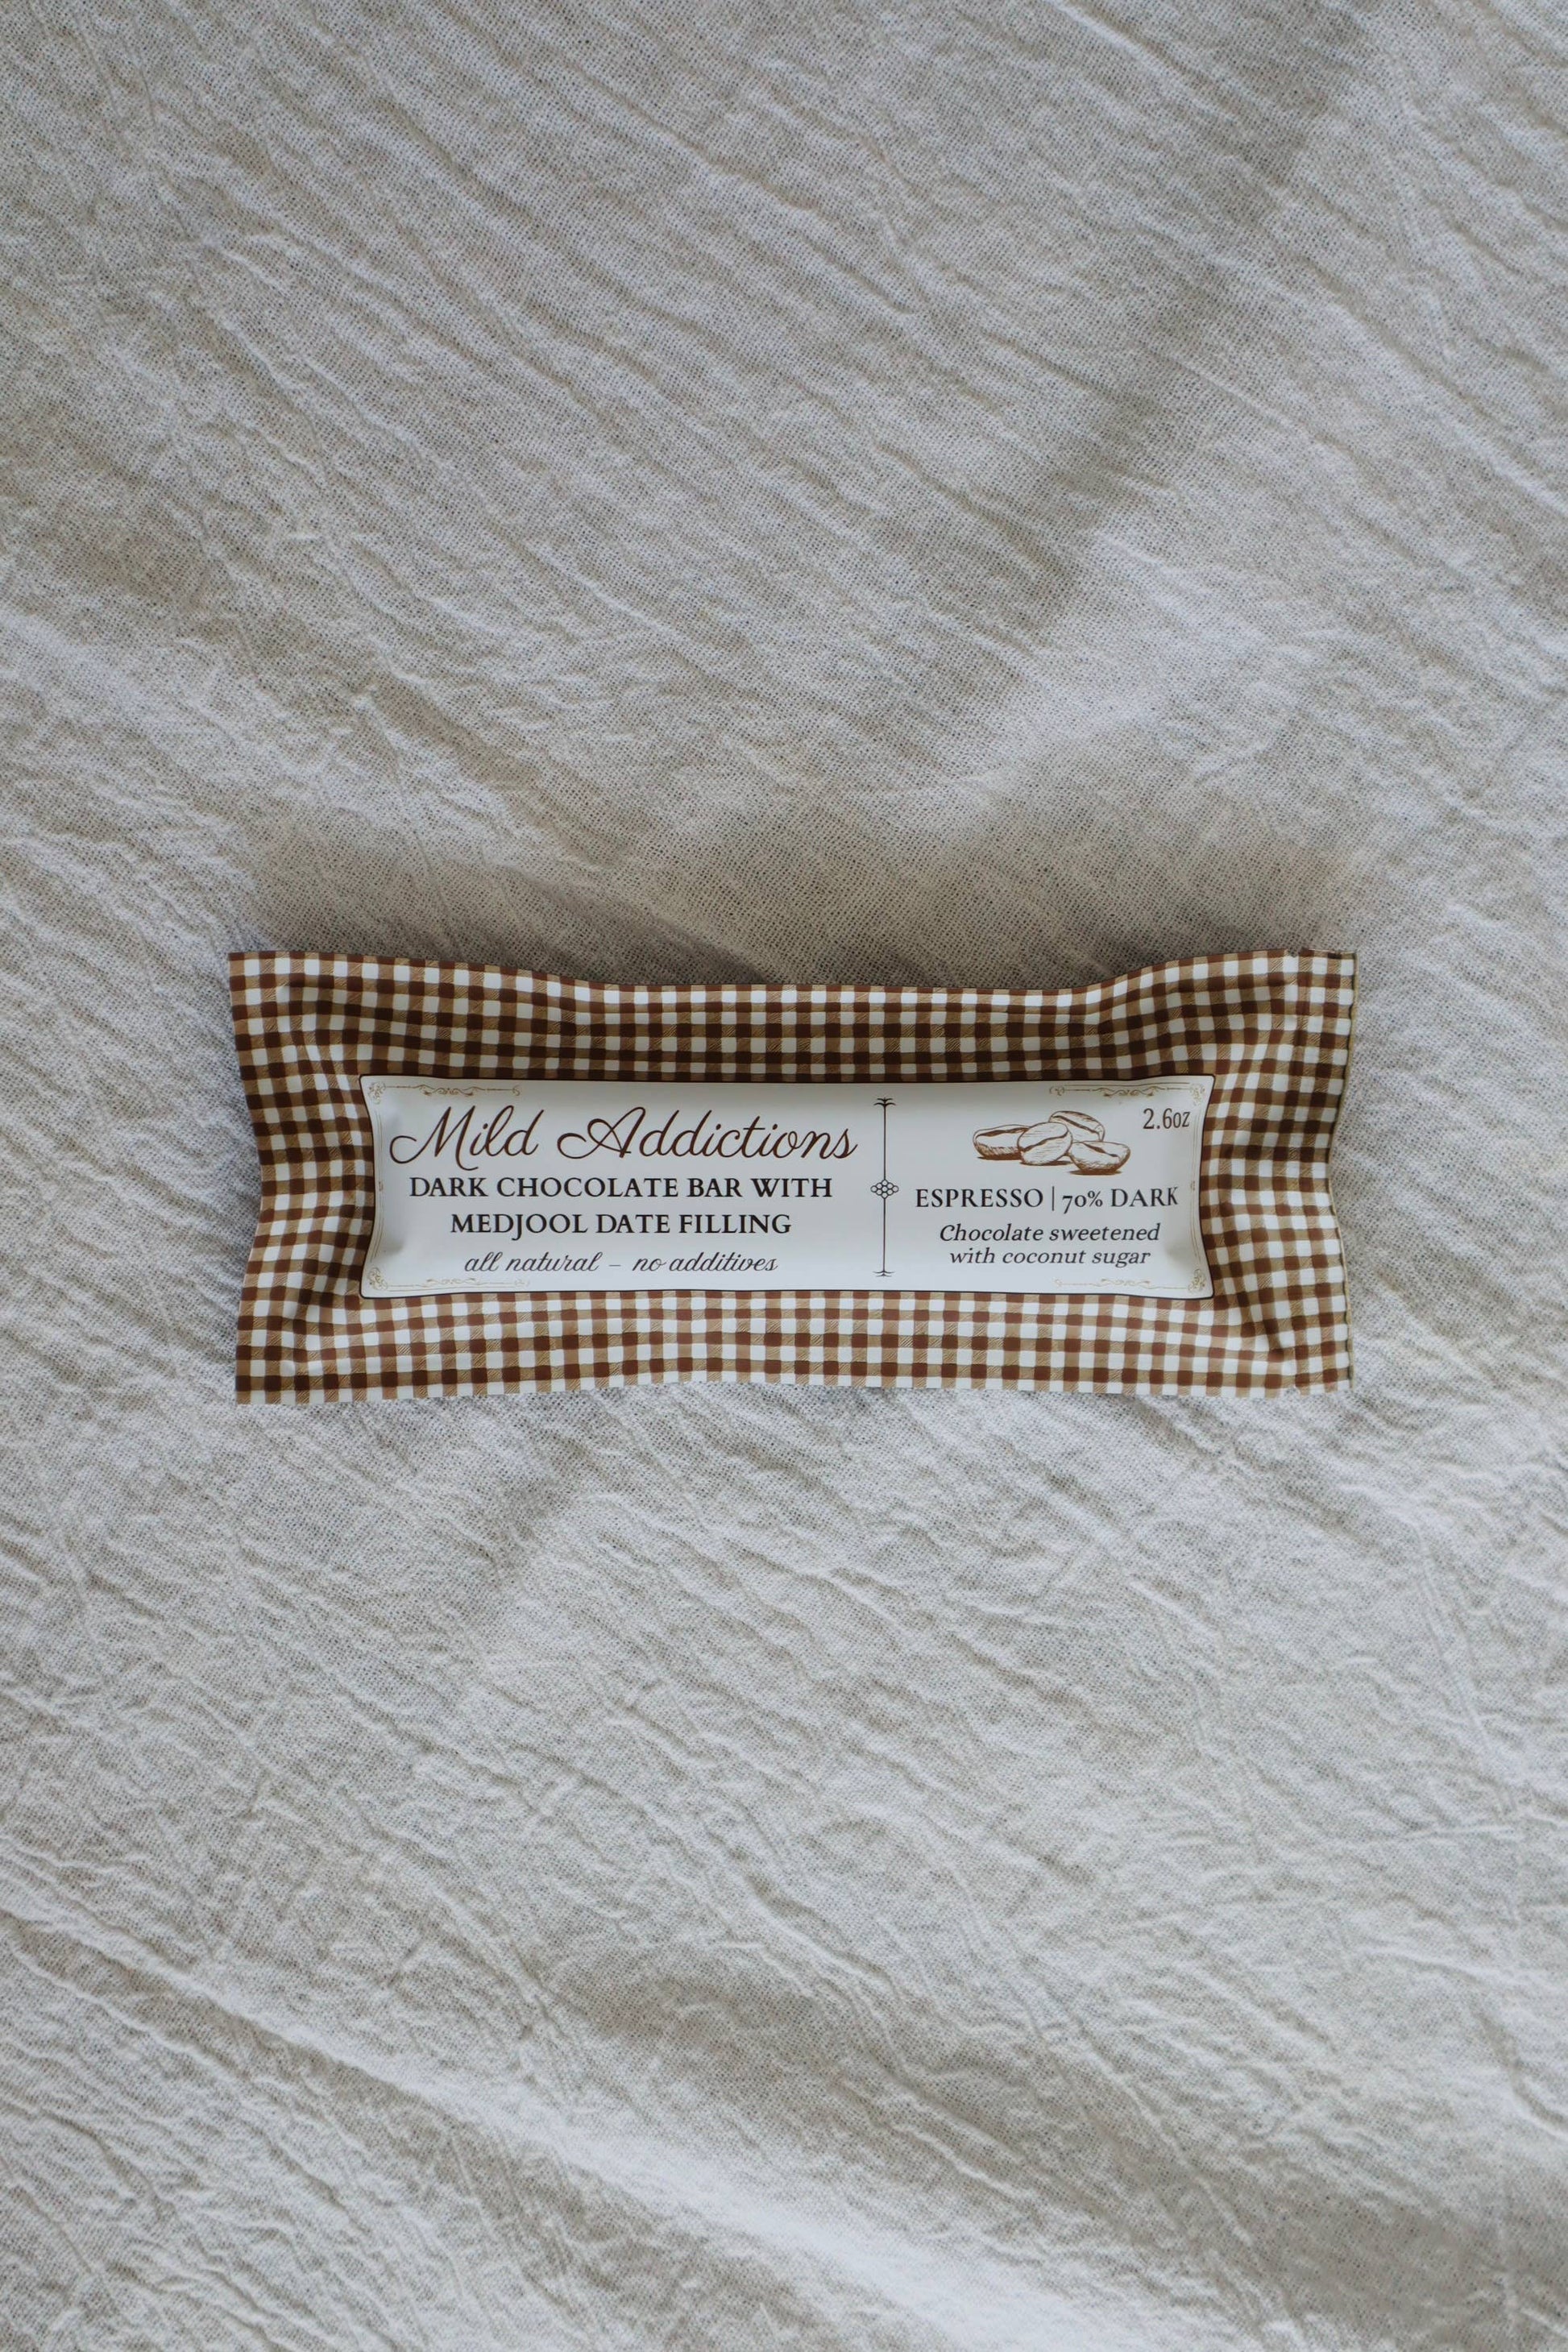 Mild Addictions
DARK CHOCOLATE BAR WITH
MEDJOOL DATE FILLING
all natural – no additives
2.6oz
ESPRESSO | 70% DARK
Chocolate sweetened
with coconut sugar